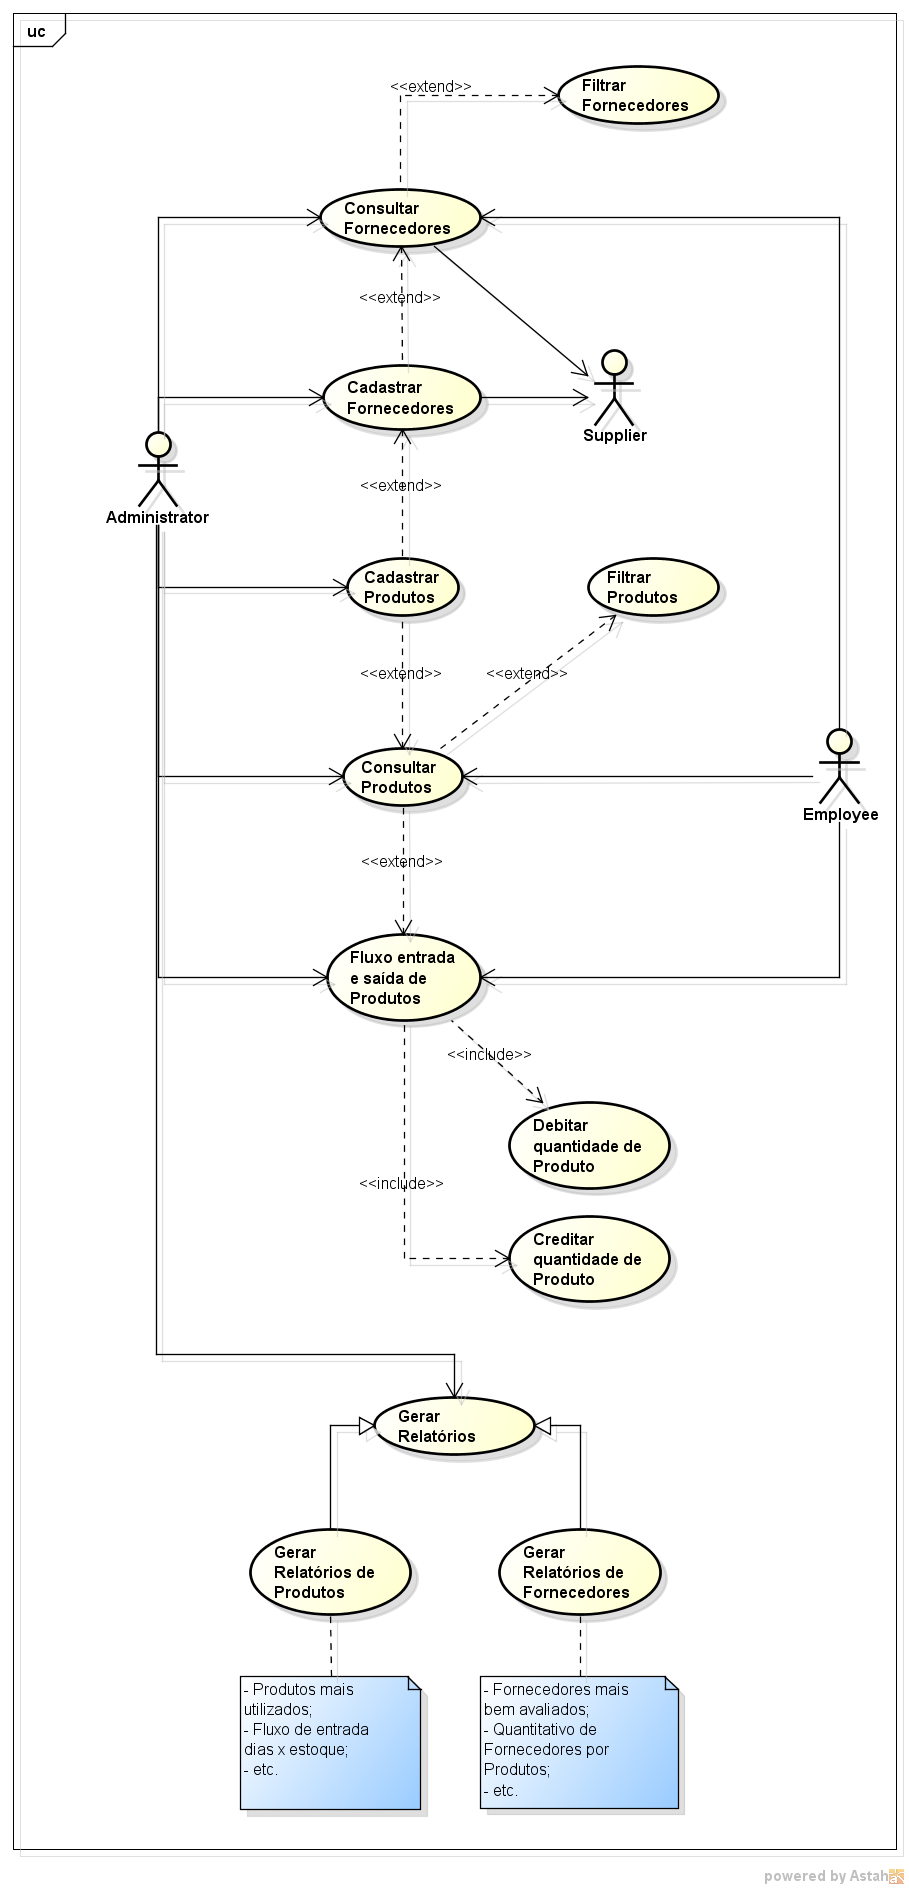 uc
<<extend>>
Filtrar
Fornecedores
Consultar
Fornecedores
<<extend>>
Cadastrar
Fornecedores
Supplier
Administrator
<<extend>>
Cadastrar
Produtos
Filtrar
Produtos
<<extend>>
<<extend>>
Consultar
Produtos
Employee
<<extend>>
Fluxo entrada
e saída de
Produtos
<<include>>
Debitar
quantidade de
Produto
<<include>>
Creditar
quantidade de
Produto
Gerar
Relatórios
Gerar
Relatórios de
Produtos
Gerar
Relatórios de
Fornecedores
- Produtos mais
utilizados;
- Fluxo de entrada
dias x estoque;
- etc.
- Fornecedores mais
bem avaliados;
- Quantitativo de
Fornecedores por
Produtos;
- etc.
powered by Astah